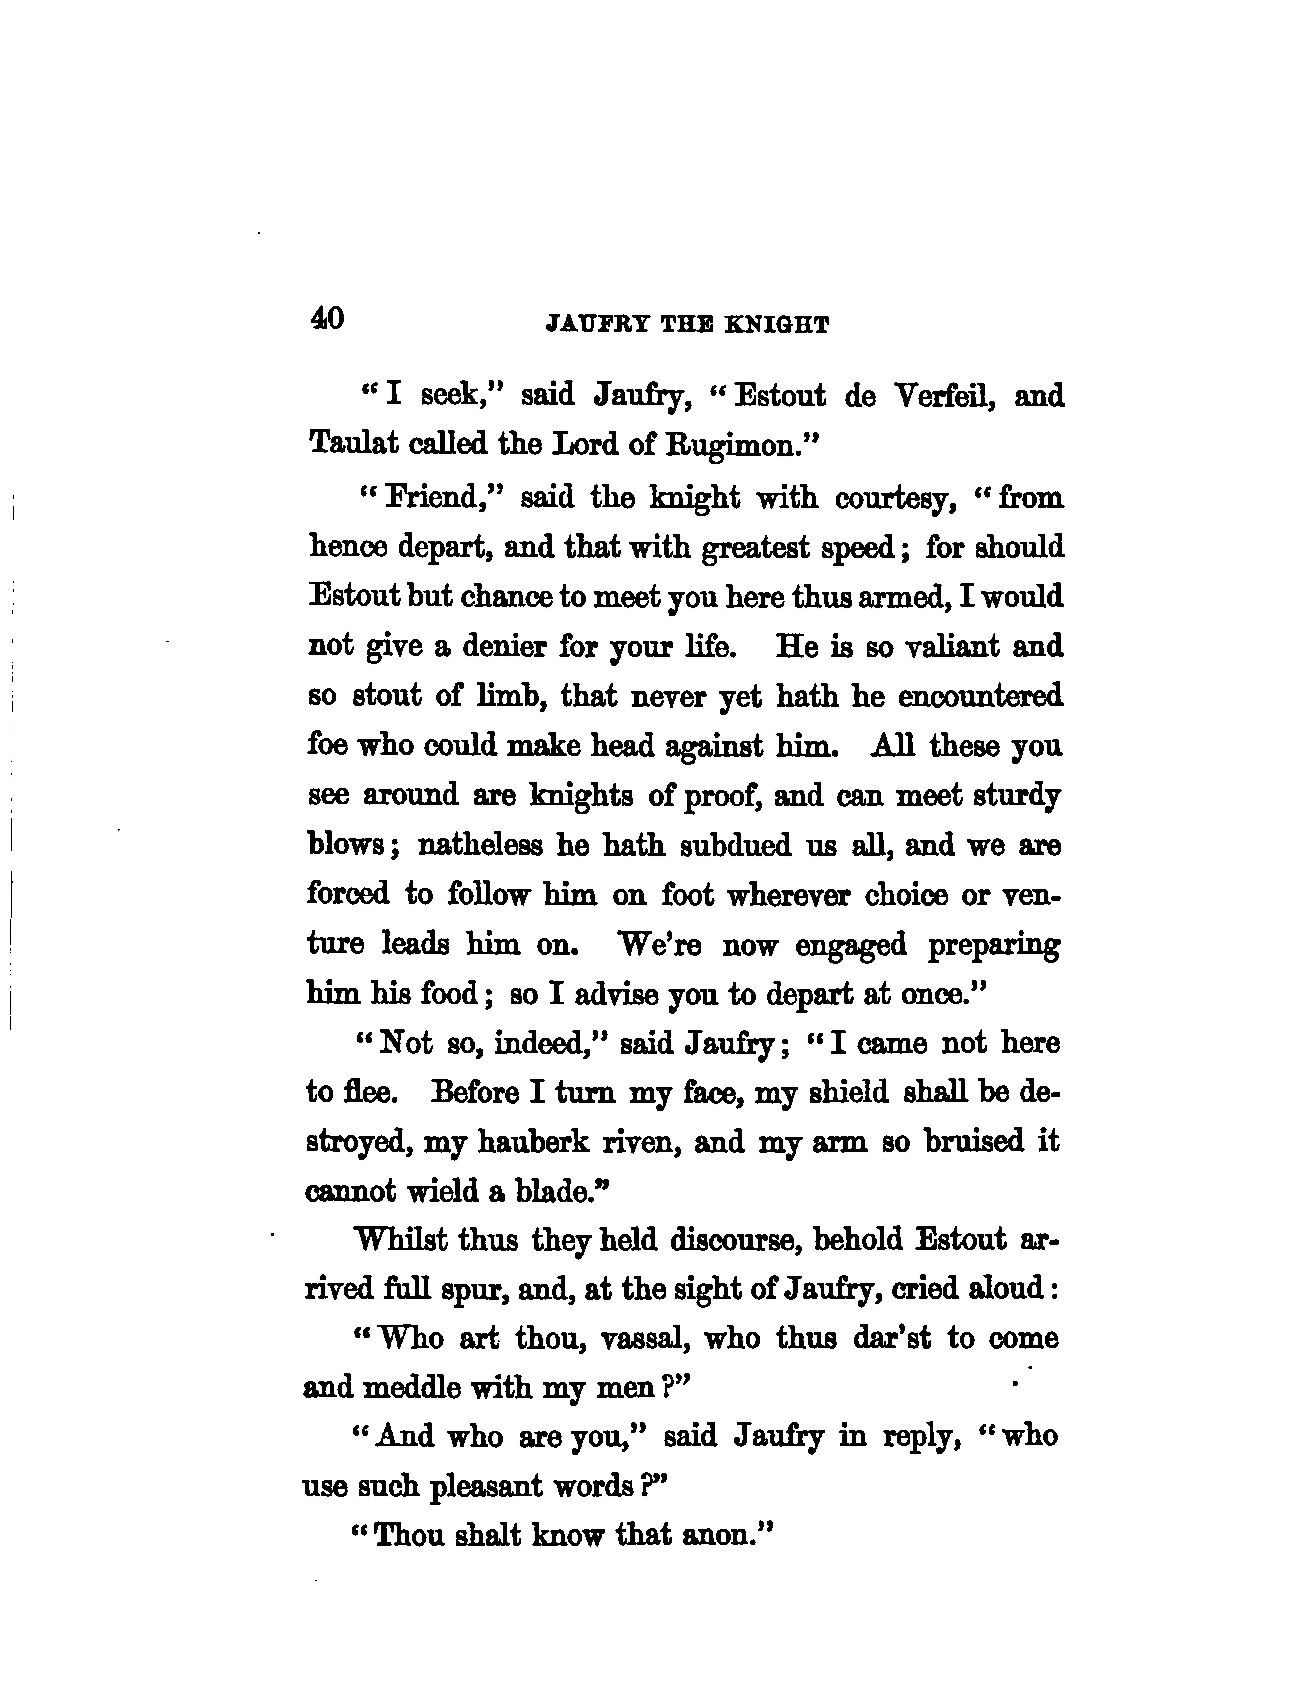 40 JAUFRY THE KNIGHT
" I seek," said Jaufry, " Estout de Verfeil, and
Taulat called the Lord of Rugimon."
" Friend," said the knight with courtesy, " from
hence depart, and that with greatest speed ; for should
Estout but chance to meet you here thus armed, I would
not give a denier for your life. He is so valiant and
so stout of limb, that never yet hath he encountered
foe who could make head against him. All these you
see around are knights of proof, and can meet sturdy
blows ; natheless he hath subdued us all, and we are
forced to follow him on foot wherever choice or ven-
ture leads him on. We're now engaged preparing
him his food ; so I advise you to depart at once."
" Not so, indeed," said Jaufry ; " I came not here
to flee. Before I turn my face, my shield shall be de-
stroyed, my hauberk riven, and my arm so bruised it
cannot wield a blade."
Whilst thus they held discourse, behold Estout ar-
rived full spur, and, at the sight of Jaufry, cried aloud :
" Who art thou, vassal, who thus dar'st to come
and meddle with my men ?"
" And who are you," said Jaufry in reply, " who
use such pleasant words ?"
" Thou shalt know that anon."